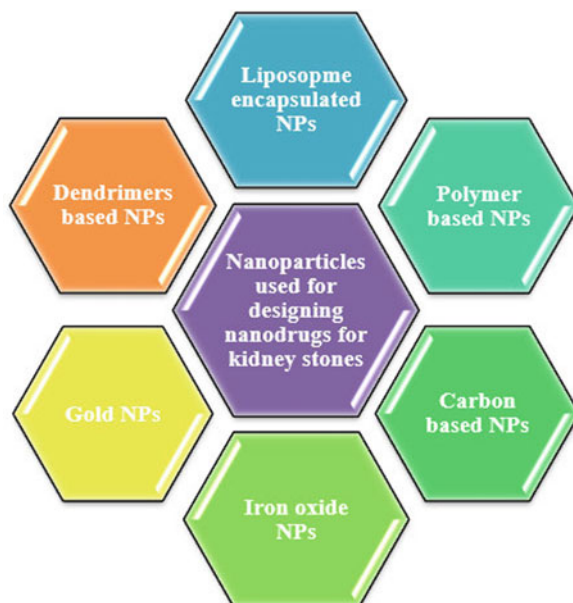 Liposopme
encapsulated
NPs
Dendrimers
based NPs
Polymer
based NPs
Nanoparticles
used for
designing
nanodrugs for
kidney stones
Gold NPs
Carbon
based NPs
Iron oxide
NPs